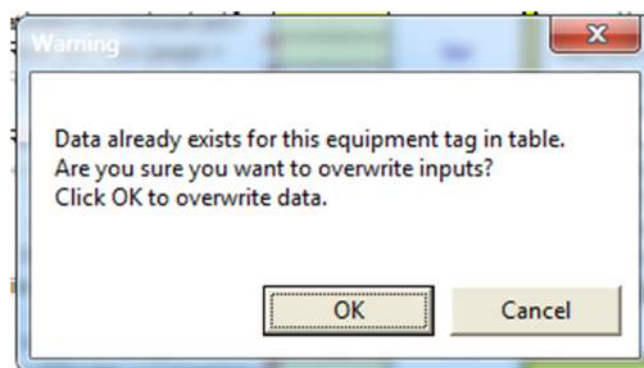 Warning
Data already exists for this equipment tag in table.
Are you sure you want to overwrite inputs?
Click OK to overwrite data.
OK
Cancel